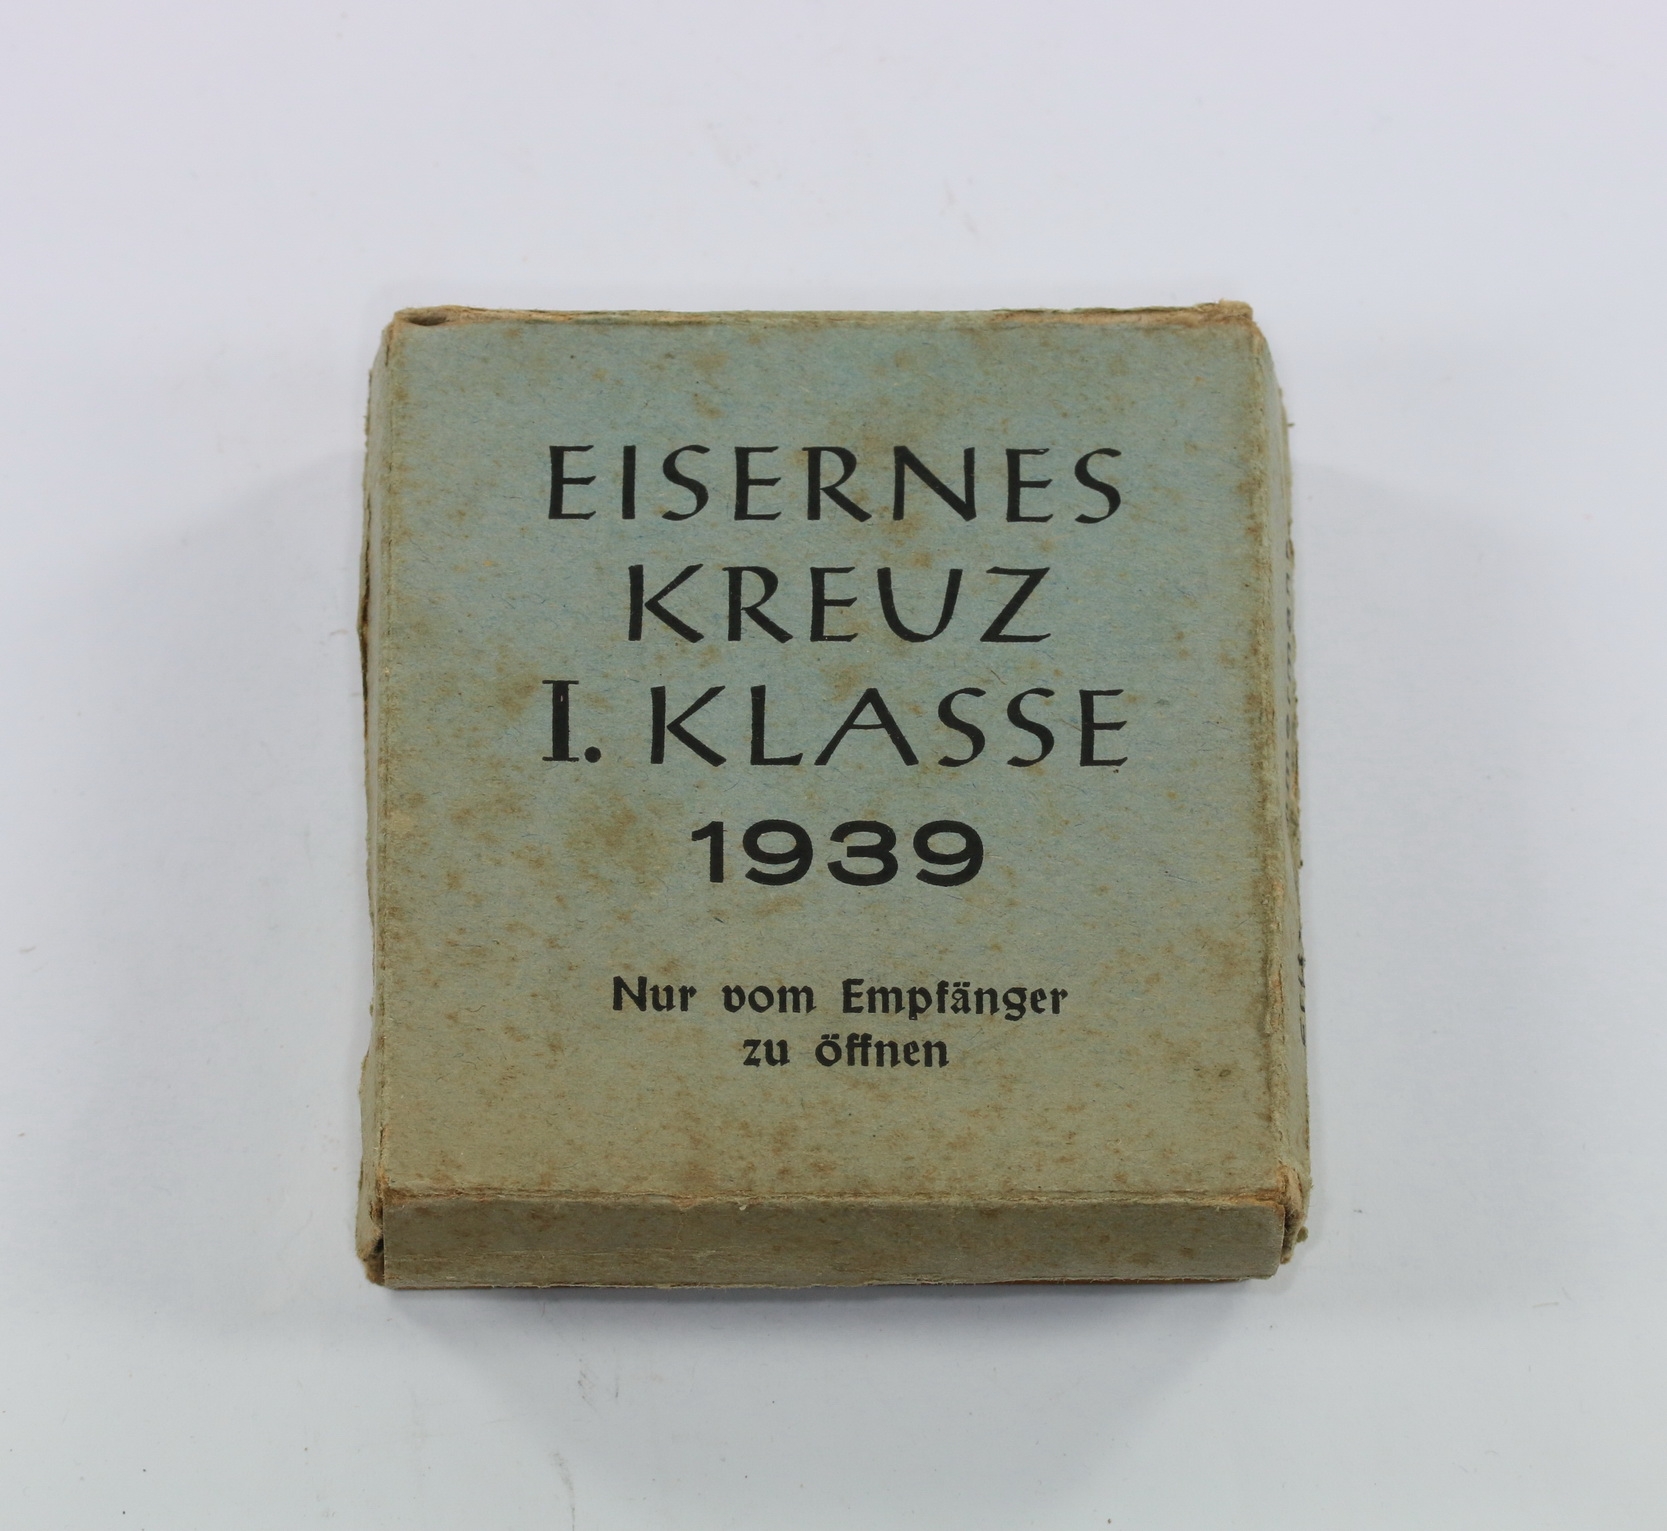 EISERNES
KREUZ
I. KLASSE
1939
Nur vom Empfänger
zu öffnen